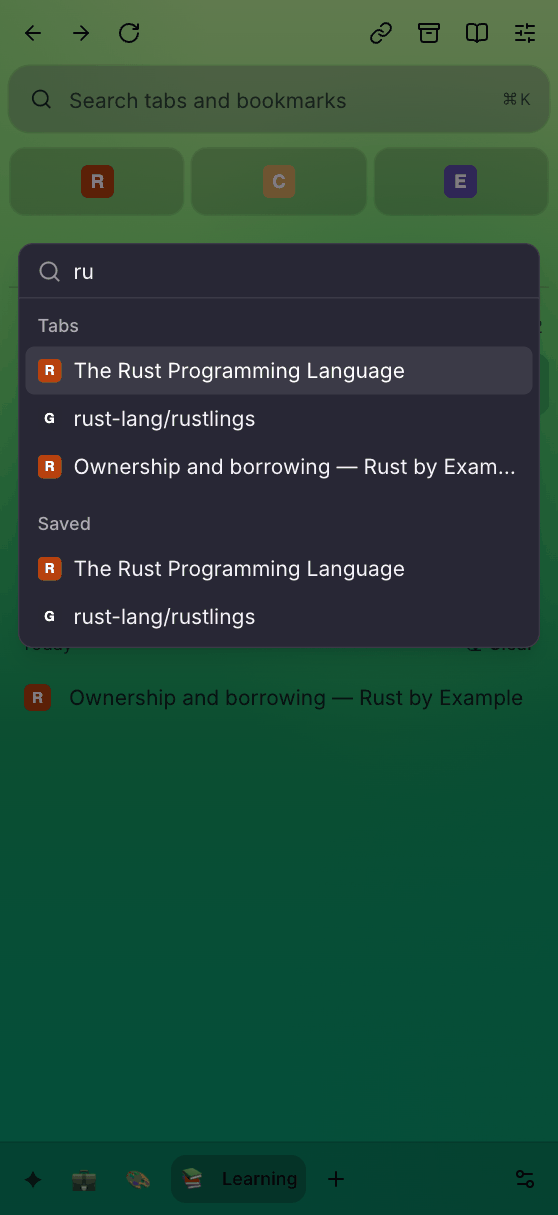 Search tabs and bookmarks ⌘K
R C E
ru
Tabs
R The Rust Programming Language
G rust-lang/rustlings
R Ownership and borrowing — Rust by Exam...
Saved
R The Rust Programming Language
G rust-lang/rustlings
R Ownership and borrowing — Rust by Example
Learning